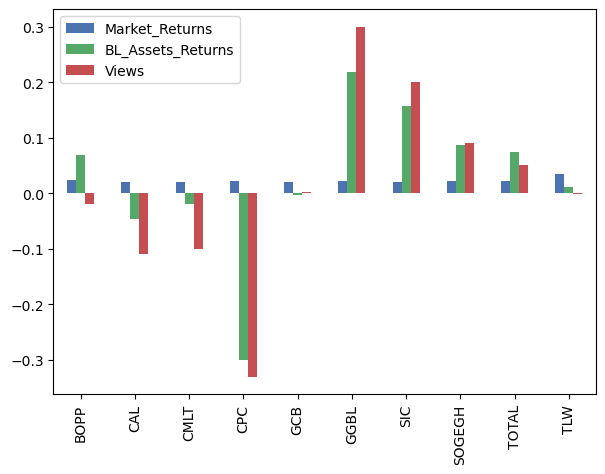 Market_Returns
BL_Assets_Returns
Views
0.3
0.2
0.1
0.0
−0.1
−0.2
−0.3
BOPP
CAL
CMLT
CPC
GCB
GGBL
SIC
SOGEGH
TOTAL
TLW